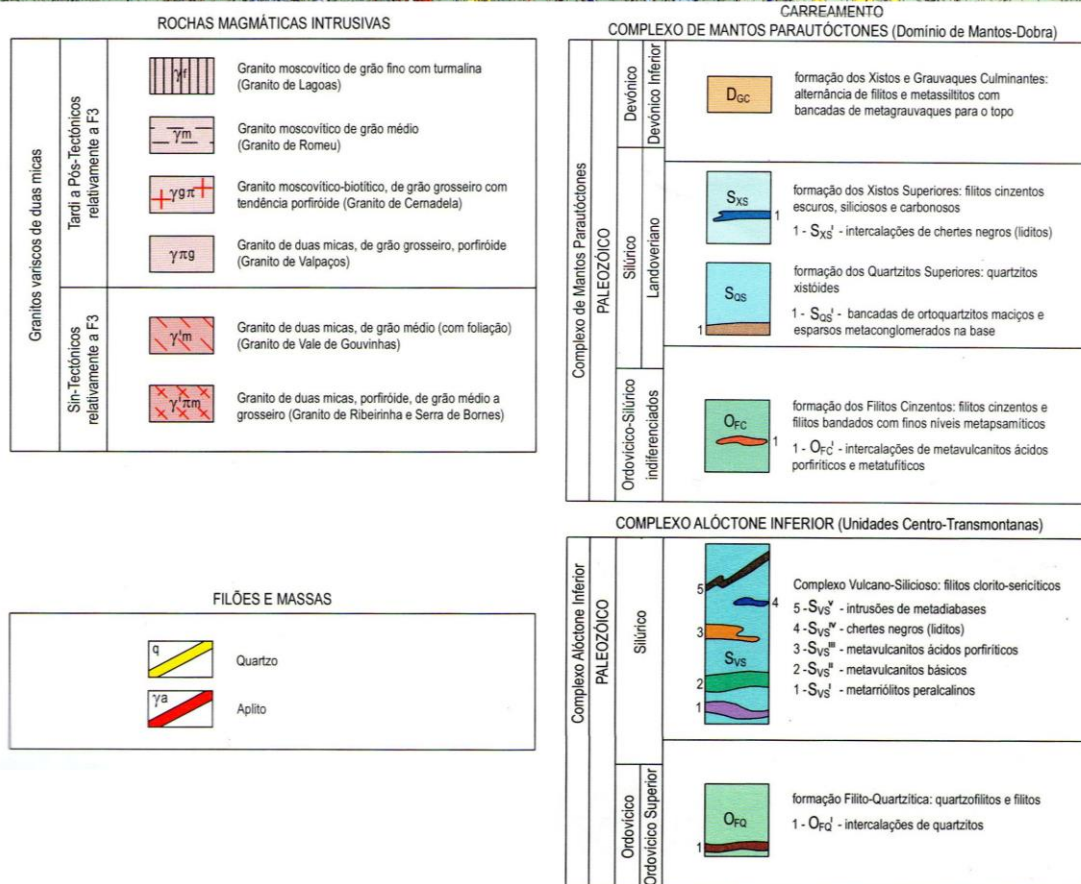 ROCHAS MAGMÁTICAS INTRUSIVAS
Granitos variscos de duas micas
Tardi a Pós-Tectónicos
relativamente a F3
γf
Granito moscovítico de grão fino com turmalina
(Granito de Lagoas)
γm
Granito moscovítico de grão médio
(Granito de Romeu)
γgπ
Granito moscovítico-biotítico, de grão grosseiro com
tendência porfiróide (Granito de Cernadela)
γπg
Granito de duas micas, de grão grosseiro, porfiróide
(Granito de Valpaços)
Sin-Tectónicos
relativamente a F3
γ'm
Granito de duas micas, de grão médio (com foliação)
(Granito de Vale de Gouvinhas)
γ'πm
Granito de duas micas, porfiróide, de grão médio a
grosseiro (Granito de Ribeirinha e Serra de Bornes)
FILÕES E MASSAS
q
Quartzo
γa
Aplito
CARREAMENTO
COMPLEXO DE MANTOS PARAUTÓCTONES (Domínio de Mantos-Dobra)
Complexo de Mantos Parautóctones
PALEOZÓICO
Devónico
Devónico Inferior
DGC
formação dos Xistos e Grauvaques Culminantes:
alternância de filitos e metassiltitos com
bancadas de metagrauvaques para o topo
Silúrico
Landoveriano
SXS
1
formação dos Xistos Superiores: filitos cinzentos
escuros, siliciosos e carbonosos
1 - SXS' - intercalações de chertes negros (liditos)
SQS
1
formação dos Quartzitos Superiores: quartzitos
xistóides
1 - SQS' - bancadas de ortoquartzitos maciços e
esparsos metaconglomerados na base
Ordovícico-Silúrico
indiferenciados
OFC
1
formação dos Filitos Cinzentos: filitos cinzentos e
filitos bandados com finos níveis metapsamíticos
1 - OFC' - intercalações de metavulcanitos ácidos
porfiríticos e metatufíticos
COMPLEXO ALÓCTONE INFERIOR (Unidades Centro-Transmontanas)
Complexo Alóctone Inferior
PALEOZÓICO
Silúrico
5
4
3
SVS
2
1
Complexo Vulcano-Silicioso: filitos clorito-sericíticos
5 - SVS^V - intrusões de metadiabases
4 - SVS^IV - chertes negros (liditos)
3 - SVS^III - metavulcanitos ácidos porfiríticos
2 - SVS^II - metavulcanitos básicos
1 - SVS^I - metarriólitos peralcalinos
Ordovícico
Ordovícico Superior
OFQ
1
formação Filito-Quartzítica: quartzofilitos e filitos
1 - OFQ' - intercalações de quartzitos